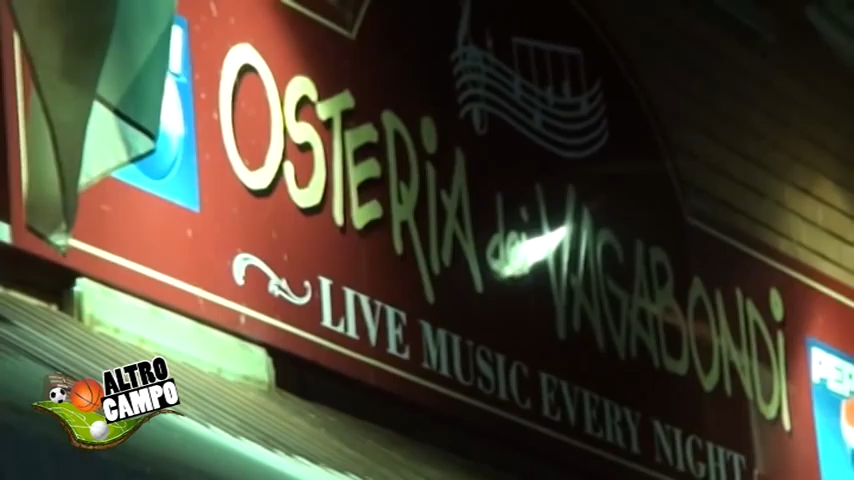 OSTERiA dei VAGABONDi
LIVE MUSIC EVERY NIGHT
ALTRO
CAMPO